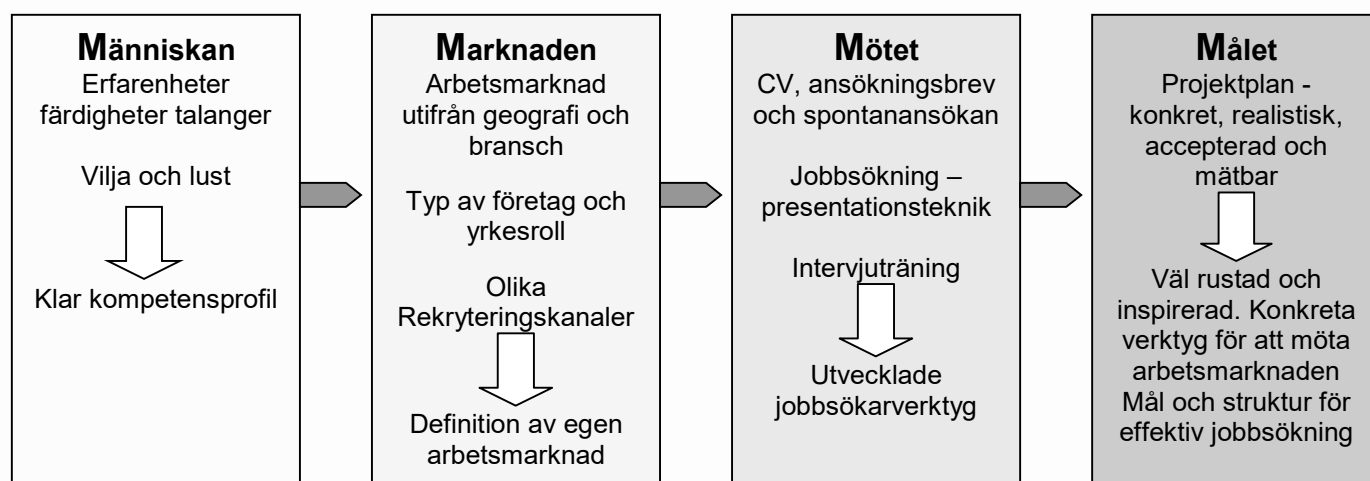 Människan
Erfarenheter
färdigheter talanger
Vilja och lust
Klar kompetensprofil
Marknaden
Arbetsmarknad
utifrån geografi och
bransch
Typ av företag och
yrkesroll
Olika
Rekryteringskanaler
Definition av egen
arbetsmarknad
Mötet
CV, ansökningsbrev
och spontanansökan
Jobbsökning –
presentationsteknik
Intervjuträning
Utvecklade
jobbsökarverktyg
Målet
Projektplan -
konkret, realistisk,
accepterad och
mätbar
Väl rustad och
inspirerad. Konkreta
verktyg för att möta
arbetsmarknaden
Mål och struktur för
effektiv jobbsökning